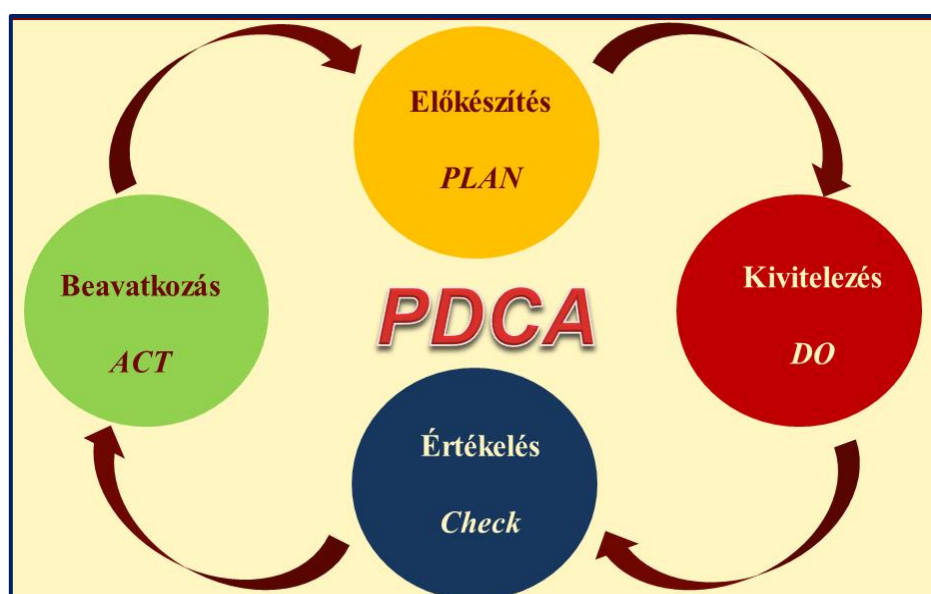 Előkészítés
PLAN
Beavatkozás
ACT
PDCA
Kivitelezés
DO
Értékelés
Check